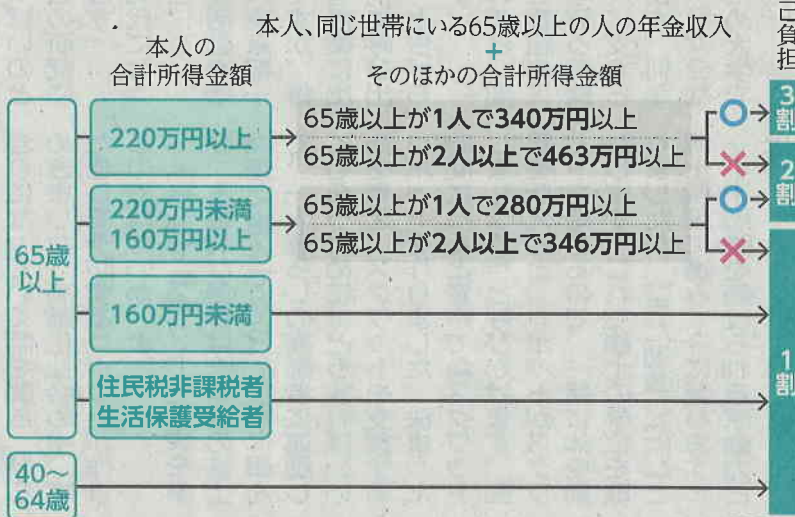 本人の
合計所得金額
本人、同じ世帯にいる65歳以上の人の年金収入
+
そのほかの合計所得金額
己負担
65歳
以上
220万円以上
65歳以上が1人で340万円以上
65歳以上が2人以上で463万円以上
3割
2割
220万円未満
160万円以上
65歳以上が1人で280万円以上
65歳以上が2人以上で346万円以上
160万円未満
住民税非課税者
生活保護受給者
1割
40〜
64歳